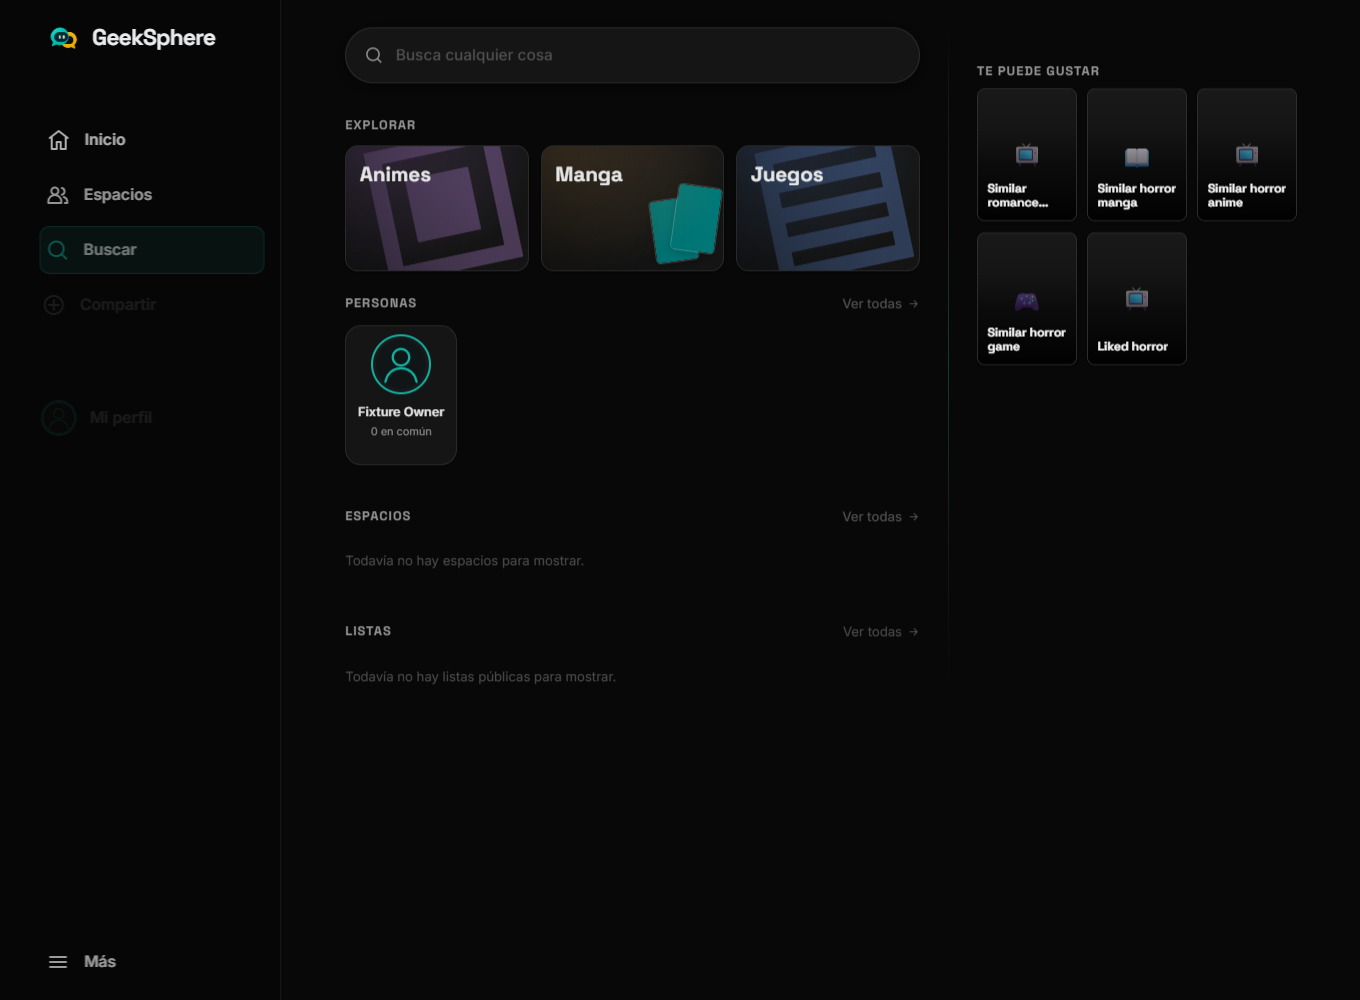 GeekSphere
Inicio
Espacios
Buscar
Compartir
Mi perfil
Más
Busca cualquier cosa
EXPLORAR
Animes
Manga
Juegos
PERSONAS
Ver todas →
Fixture Owner
0 en común
ESPACIOS
Ver todas →
Todavía no hay espacios para mostrar.
LISTAS
Ver todas →
Todavía no hay listas públicas para mostrar.
TE PUEDE GUSTAR
Similar
romance...
Similar horror
manga
Similar horror
anime
Similar horror
game
Liked horror